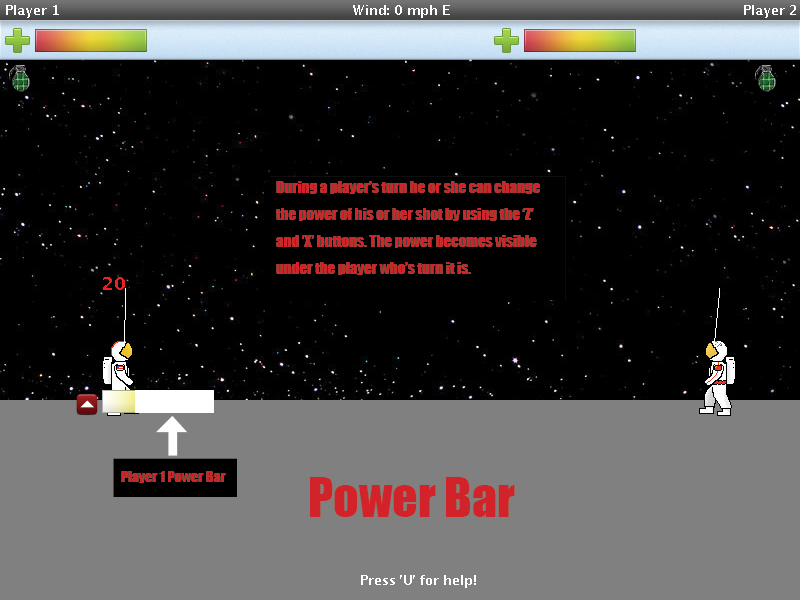 Player 1
Wind: 0 mph E
Player 2
During a player's turn he or she can change
the power of his or her shot by using the 'Z'
and 'X' buttons. The power becomes visible
under the player who's turn it is.
20
Player 1 Power Bar
Power Bar
Press 'U' for help!